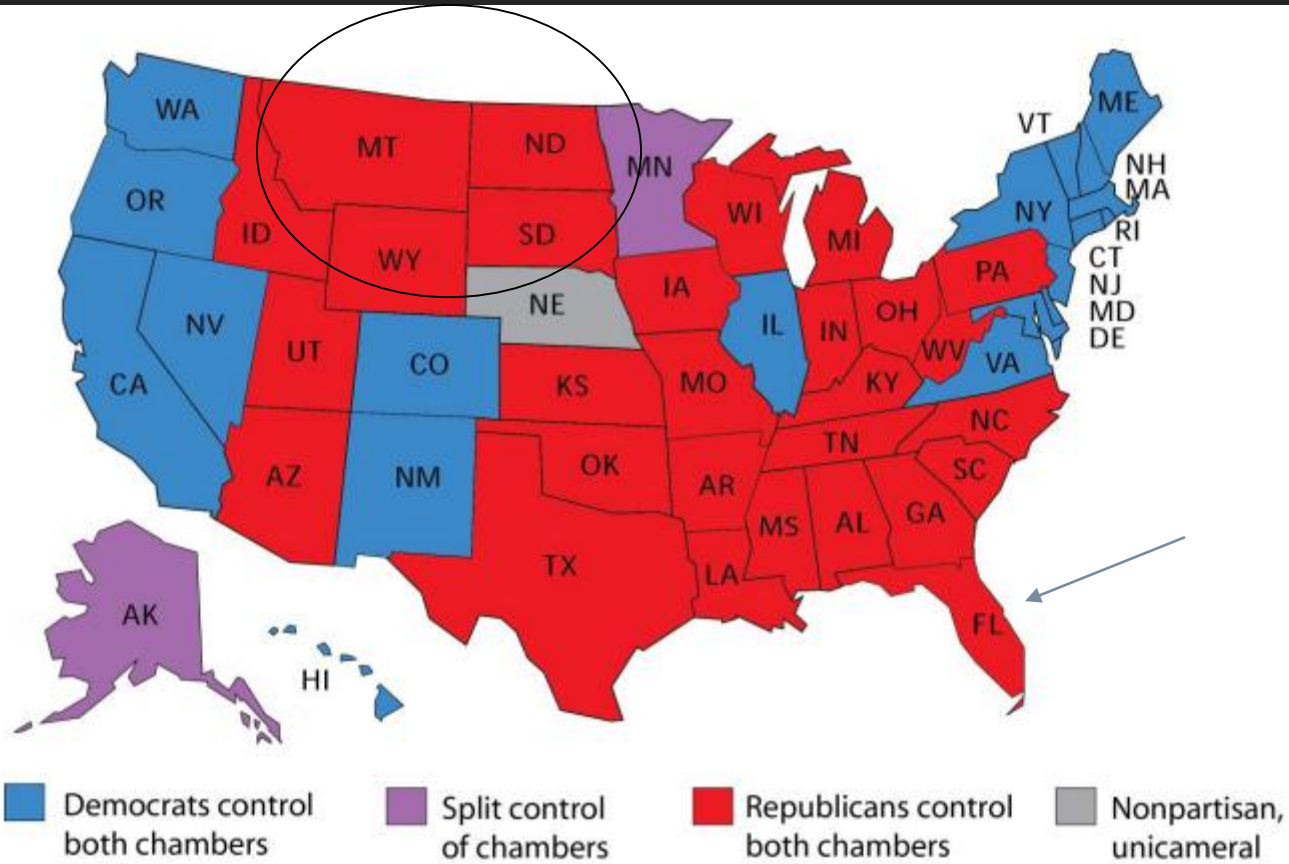 WA
MT
ND
MN
ME
VT
NH
MA
OR
ID
WY
SD
WI
MI
NY
RI
CT
NJ
MD
DE
NV
UT
CO
NE
IA
IL
IN
OH
PA
WV
VA
CA
KS
MO
KY
AZ
NM
OK
AR
TN
NC
SC
TX
LA
MS
AL
GA
FL
AK
HI
Democrats control
both chambers
Split control
of chambers
Republicans control
both chambers
Nonpartisan,
unicameral